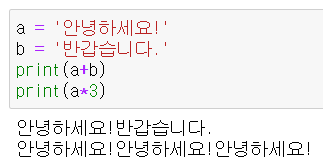 a = '안녕하세요!'
b = '반갑습니다.'
print(a+b)
print(a*3)
안녕하세요!반갑습니다.
안녕하세요!안녕하세요!안녕하세요!